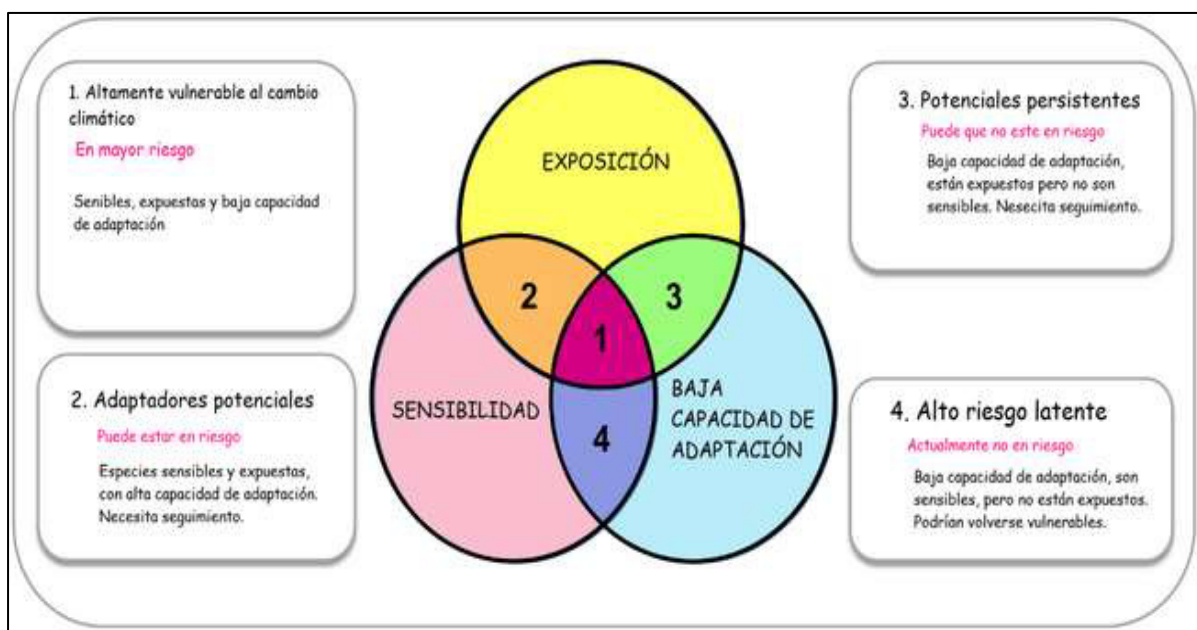 1. Altamente vulnerable al cambio
climático
En mayor riesgo
Senibles, expuestas y baja capacidad
de adaptación
2. Adaptadores potenciales
Puede estar en riesgo
Especies sensibles y expuestas,
con alta capacidad de adaptación.
Necesita seguimiento.
EXPOSICIÓN
2
3
1
SENSIBILIDAD
BAJA
CAPACIDAD DE
ADAPTACIÓN
4
3. Potenciales persistentes
Puede que no este en riesgo
Baja capacidad de adaptación,
están expuestos pero no son
sensibles. Nesecita seguimiento.
4. Alto riesgo latente
Actualmente no en riesgo
Baja capacidad de adaptación, son
sensibles, pero no están expuestos.
Podrían volverse vulnerables.